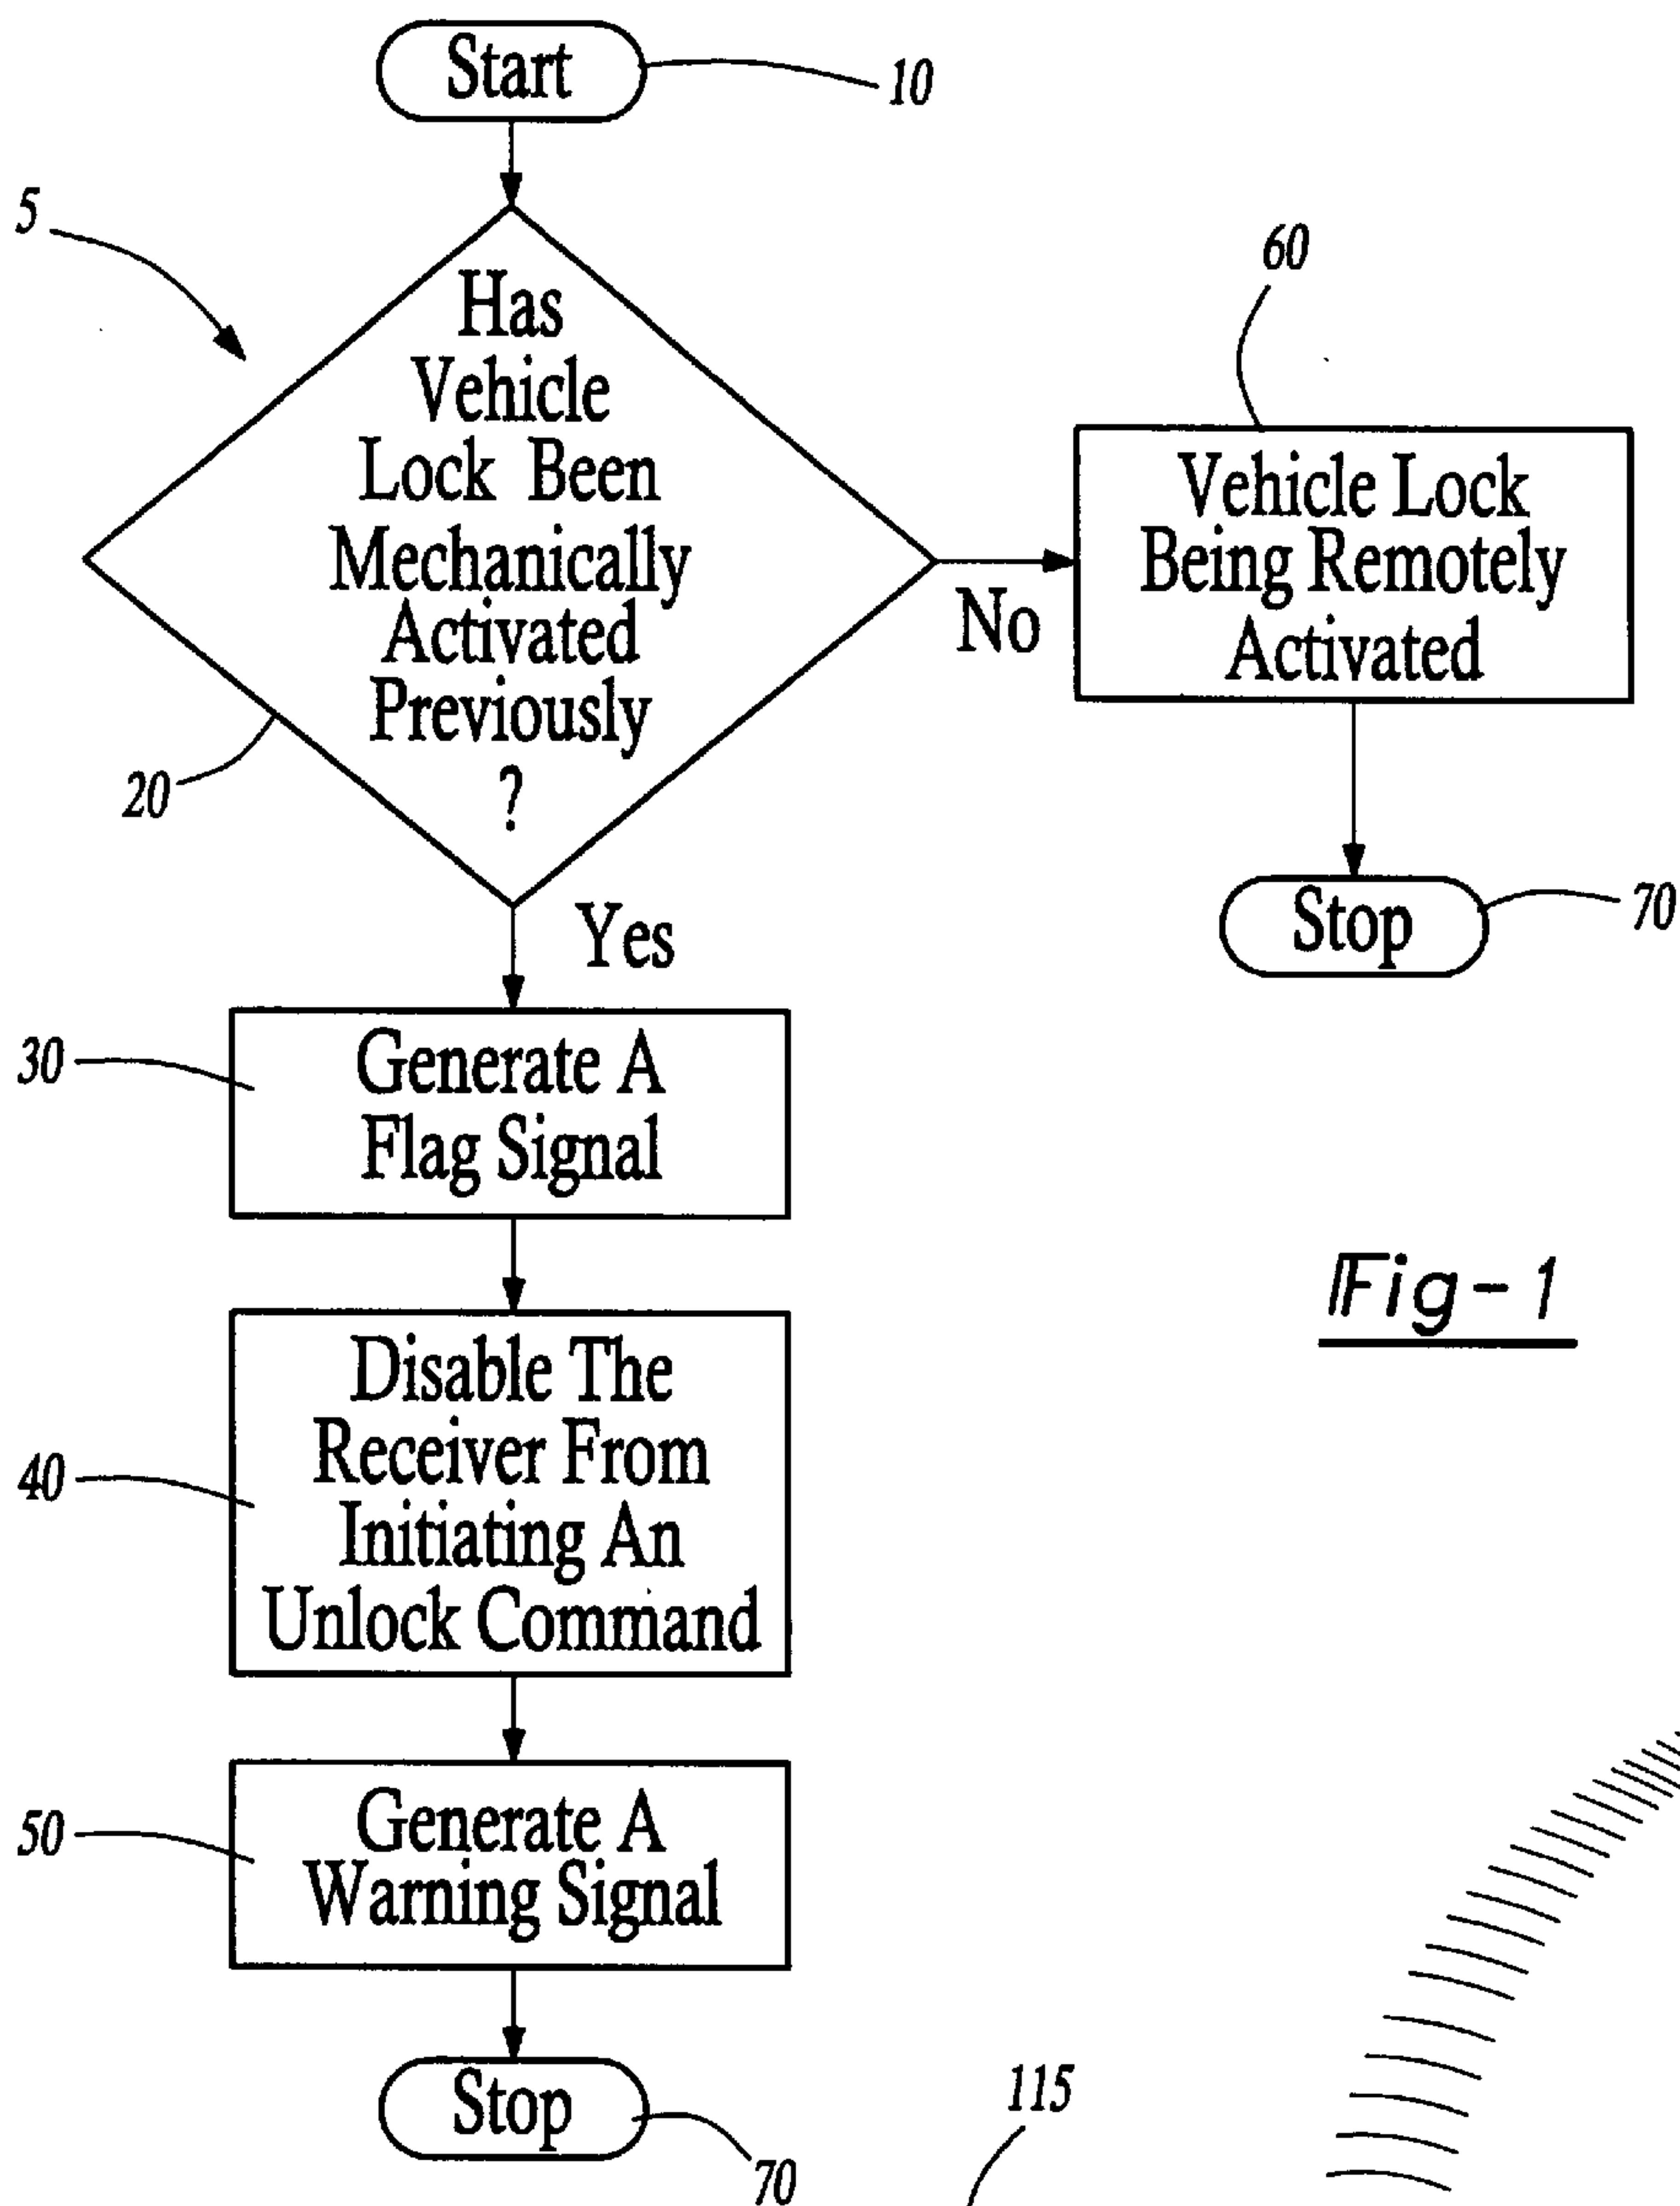 Start
10
5
Has
Vehicle
Lock Been
Mechanically
Activated
Previously
?
20
No
60
Vehicle Lock
Being Remotely
Activated
Stop
70
Yes
30
Generate A
Flag Signal
Fig-1
40
Disable The
Receiver From
Initiating An
Unlock Command
50
Generate A
Warning Signal
Stop
70
115